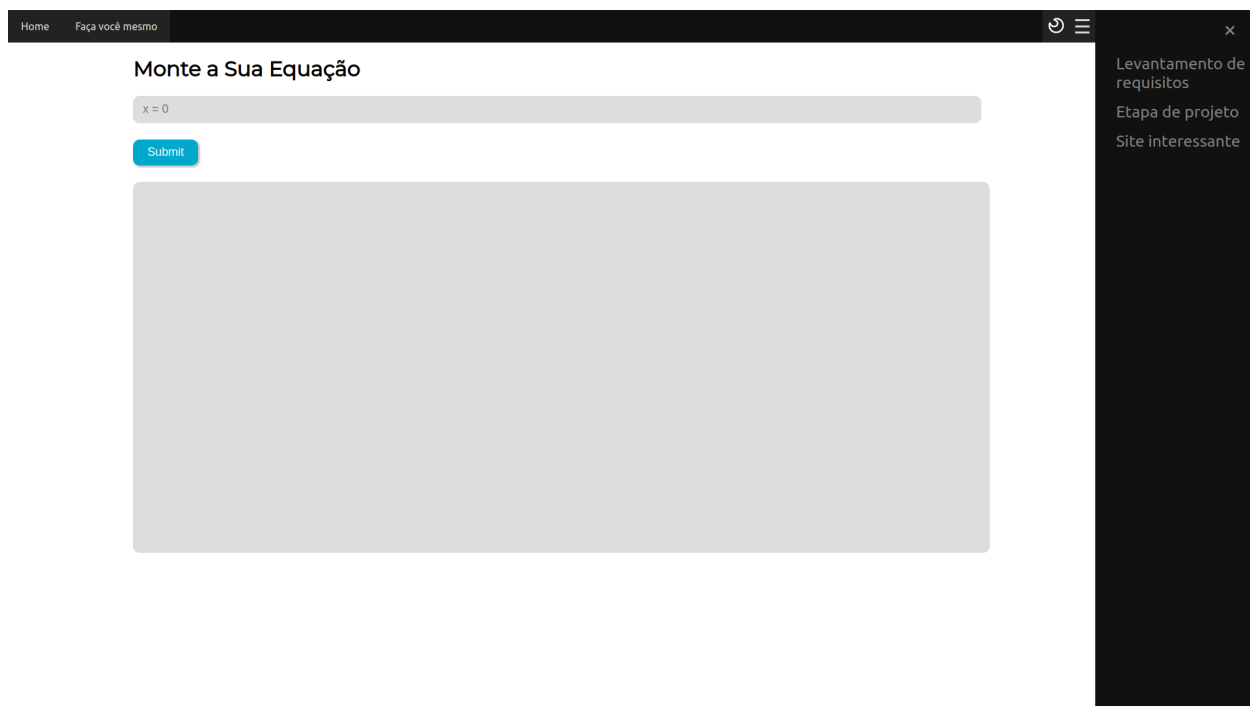 Home
Faça você mesmo
×
Levantamento de
requisitos
Etapa de projeto
Site interessante
Monte a Sua Equação
x = 0
Submit